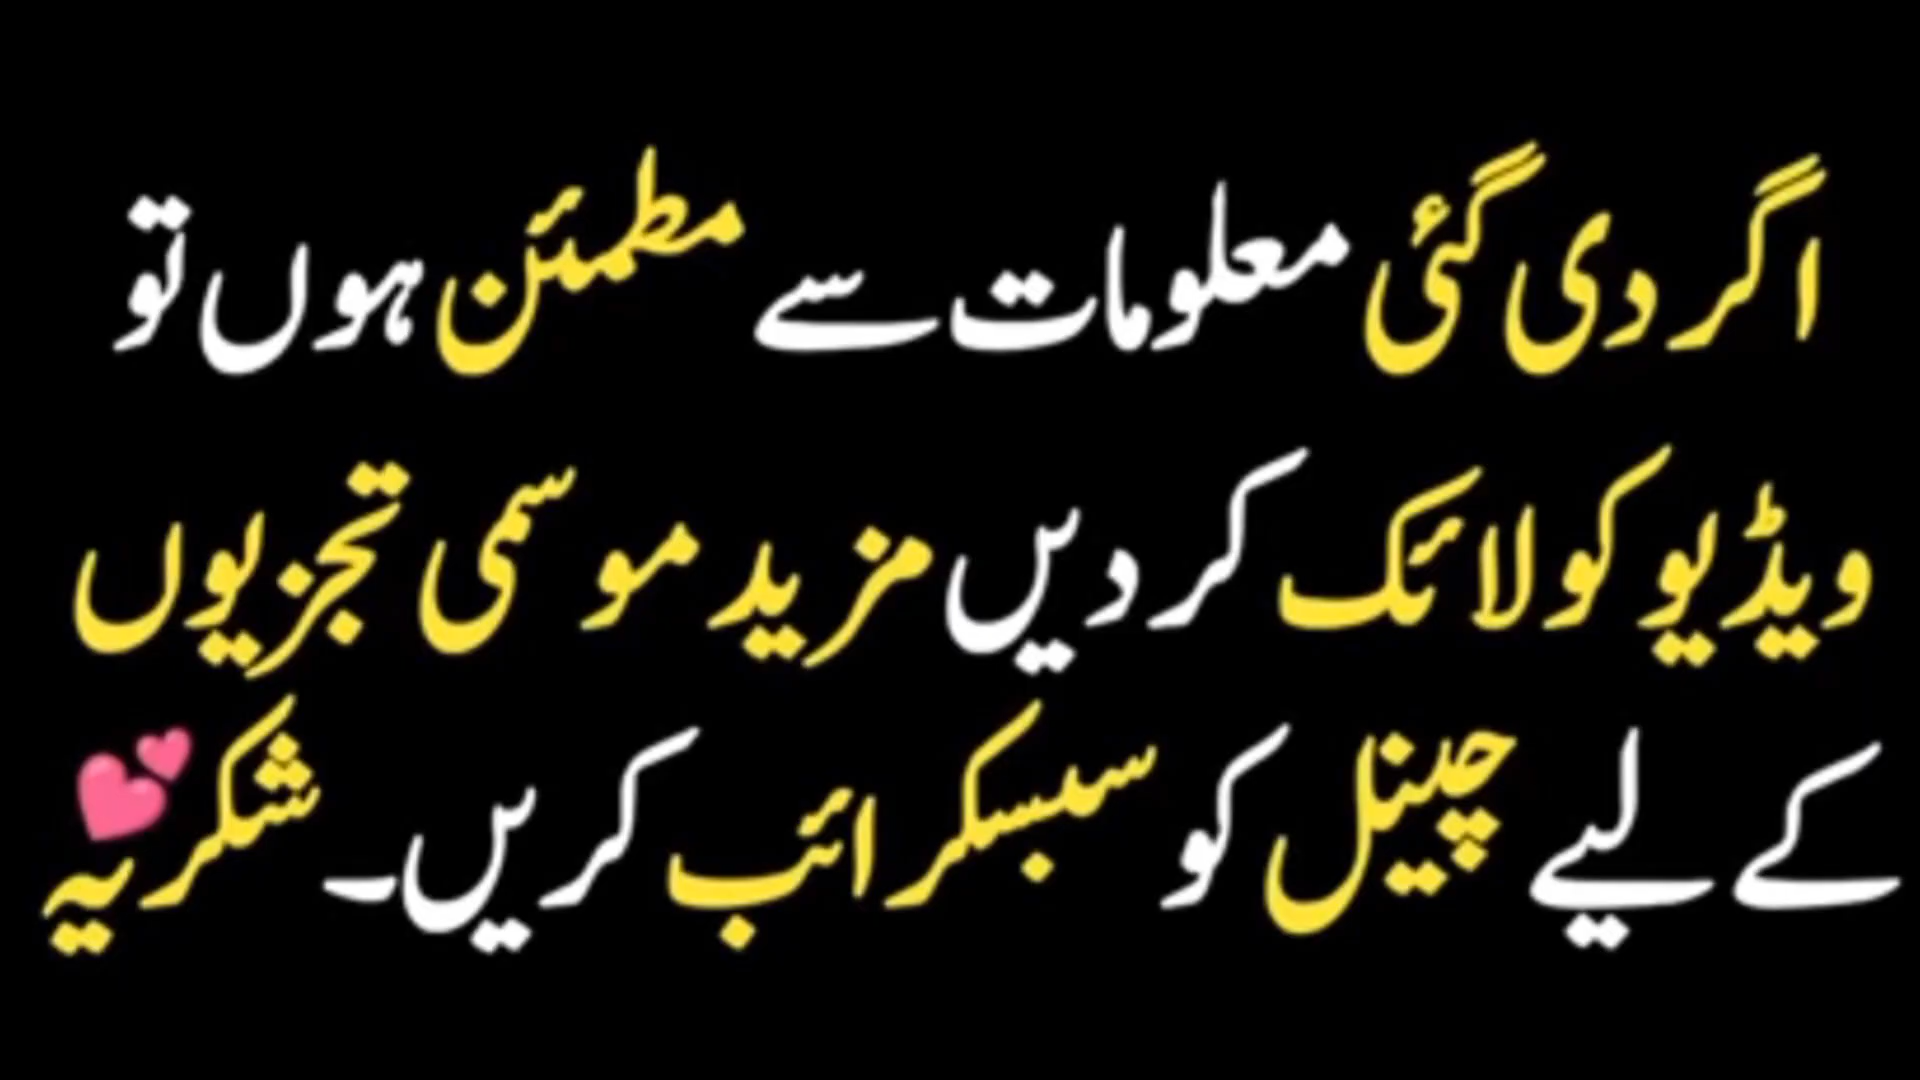 اگر دی گئی معلومات سے مطمئن ہوں تو
ویڈیو کو لائک کر دیں مزید موسمی تجزیوں
کے لیے چینل کو سبسکرائب کریں۔ شکریہ 💕